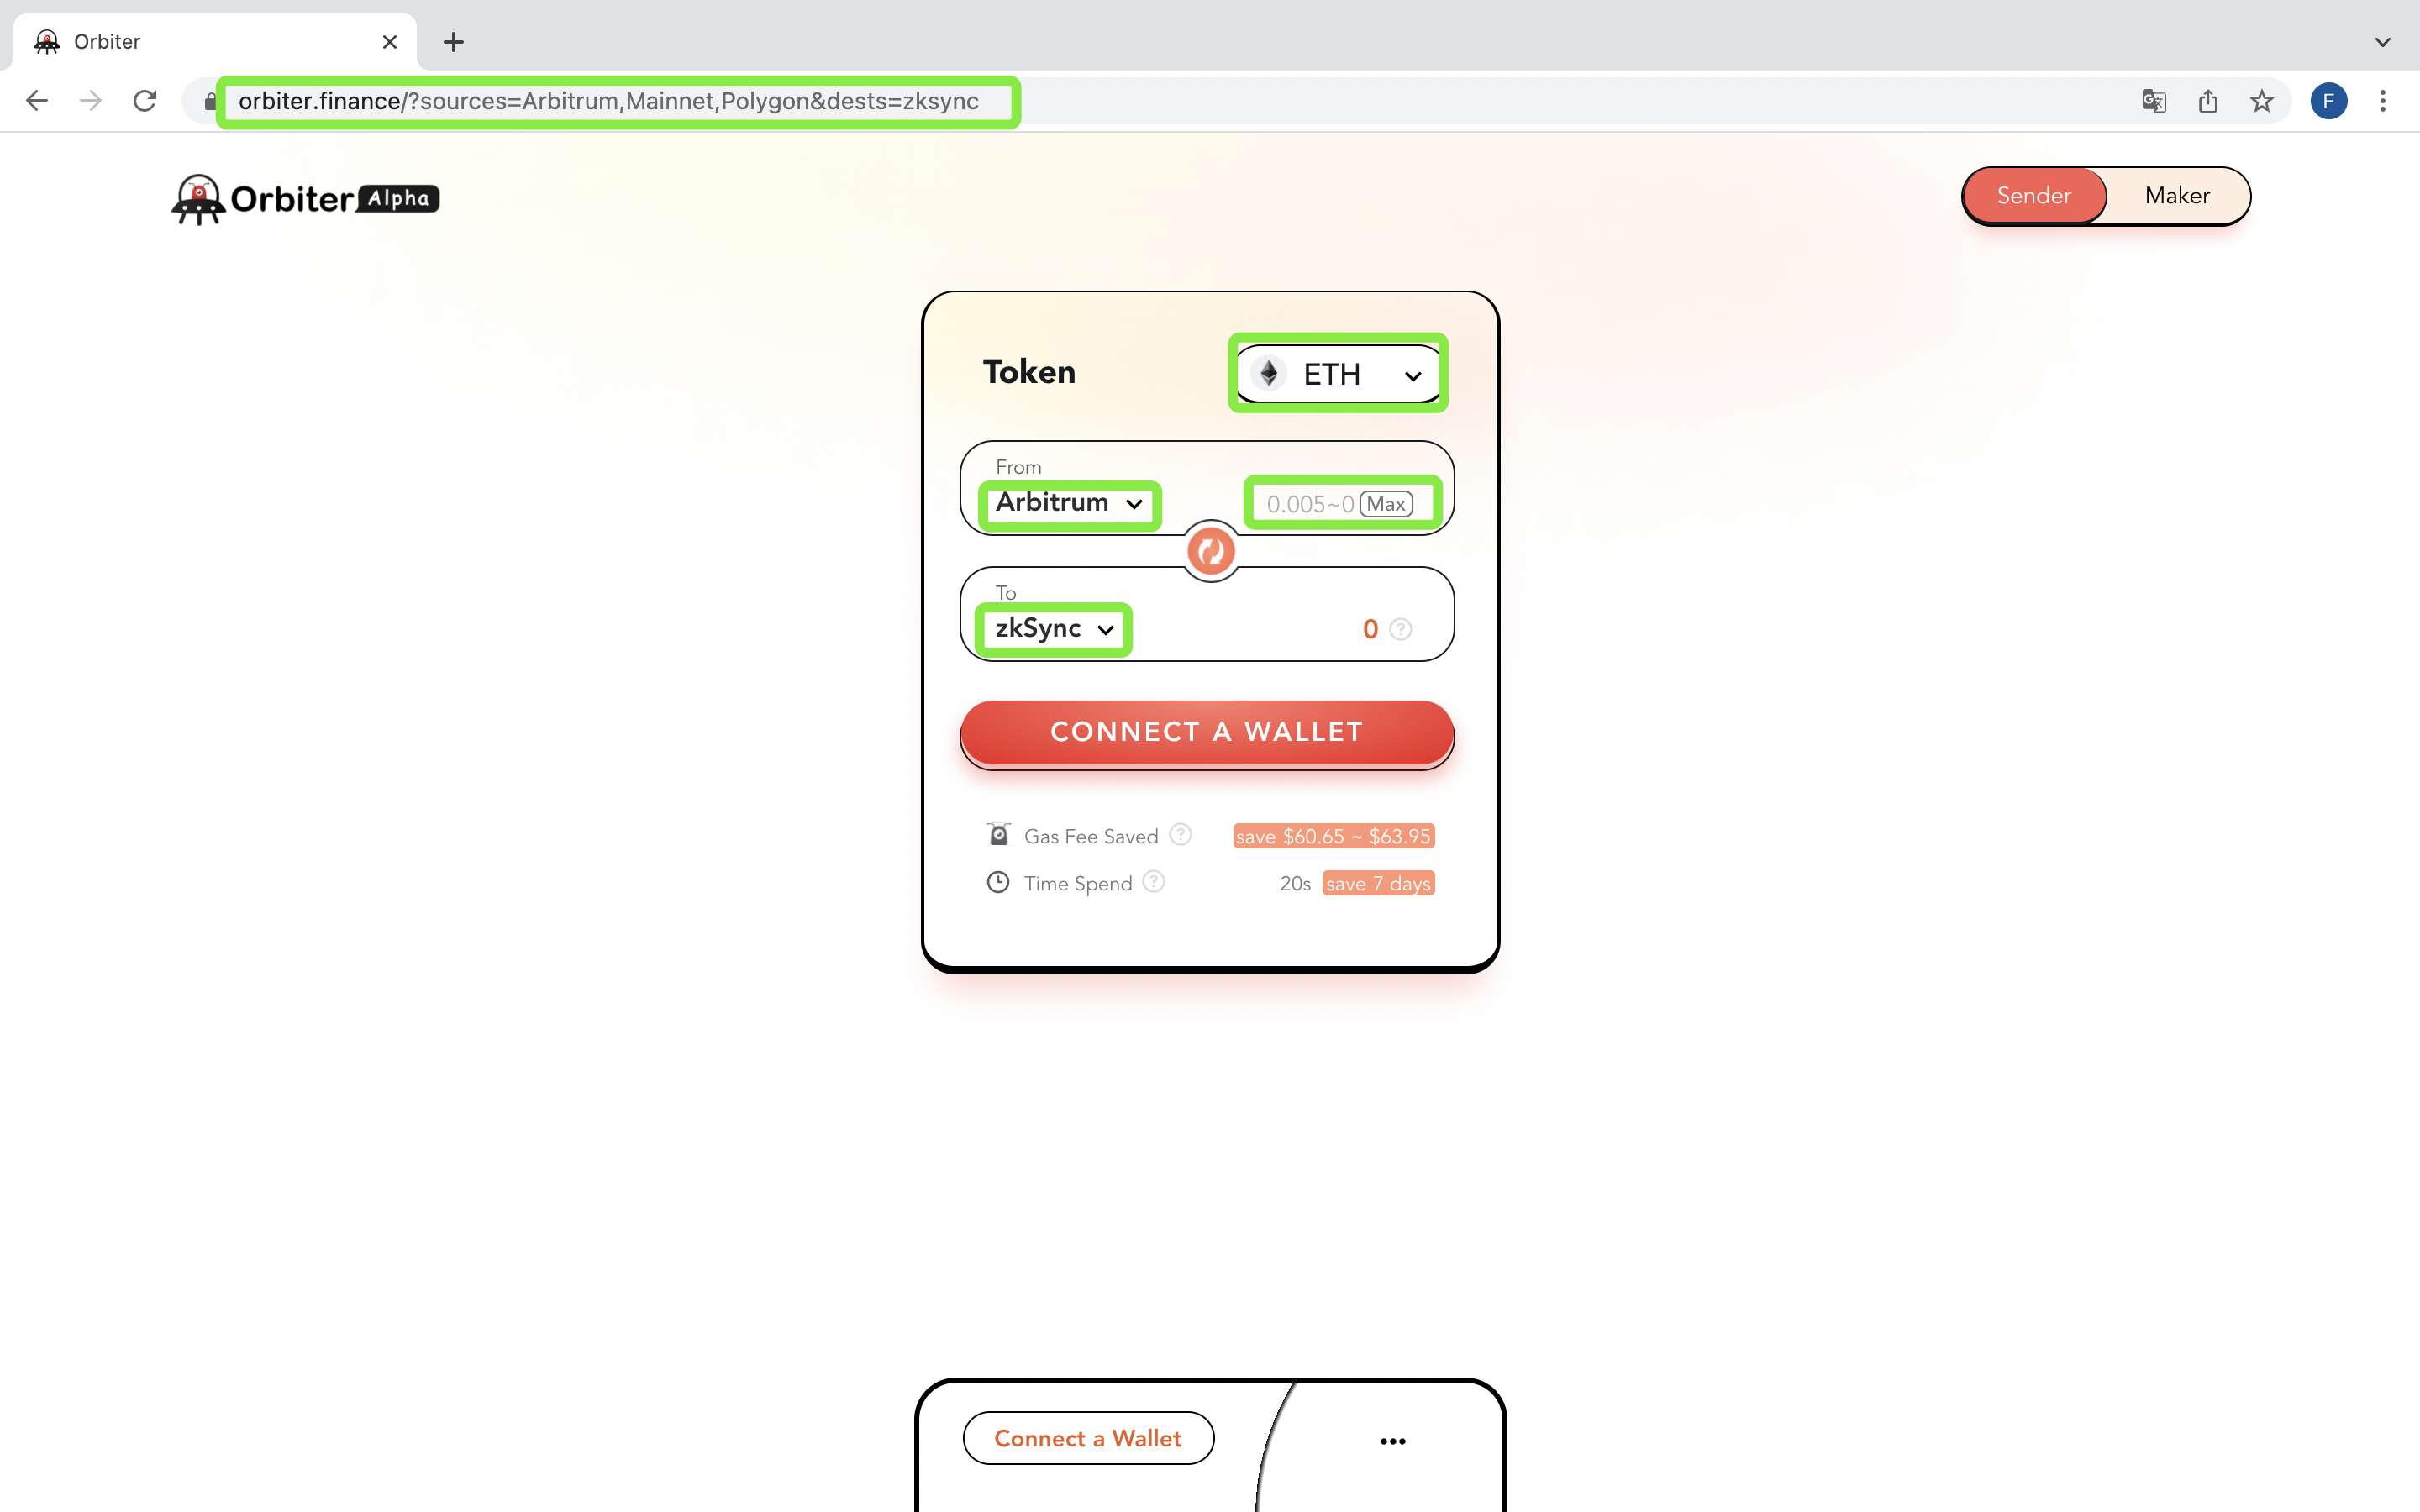 Orbiter
orbiter.finance/?sources=Arbitrum,Mainnet,Polygon&dests=zksync
F
Orbiter Alpha
Sender Maker
Token ETH
From
Arbitrum 0.005~0 Max
To
zkSync 0 ?
CONNECT A WALLET
Gas Fee Saved ? save $60.65 ~ $63.95
Time Spend ? 20s save 7 days
Connect a Wallet